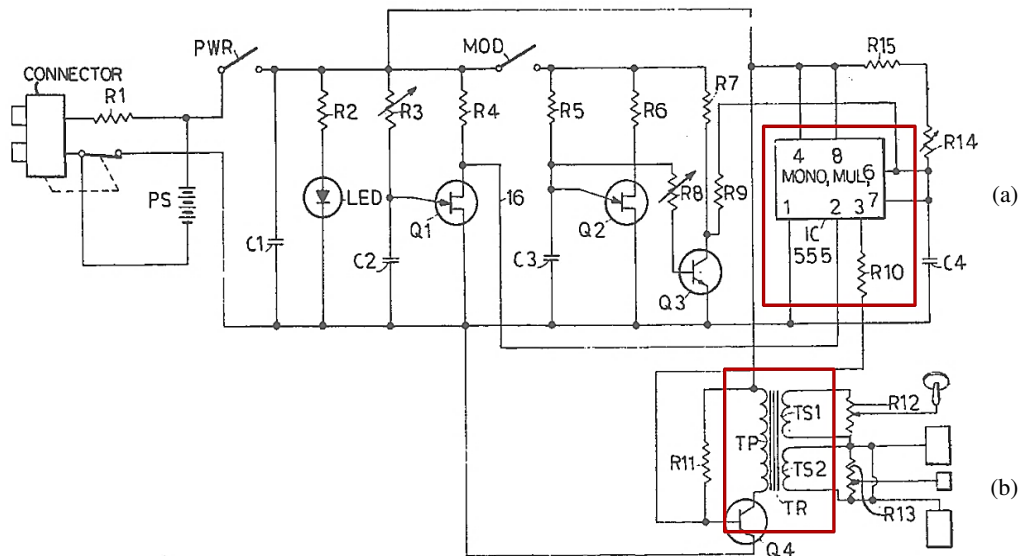 PWR
MOD
R15
CONNECTOR
R1
R2
R3
R4
R5
R6
R7
4 8
MONO, MUL,
6
7
R14
(a)
PS
LED
Q1
16
Q2
R8
R9
1 2 3
IC
555
C1
C2
C3
Q3
R10
C4
R12
TS1
R11
TP
TS2
(b)
TR
R13
Q4